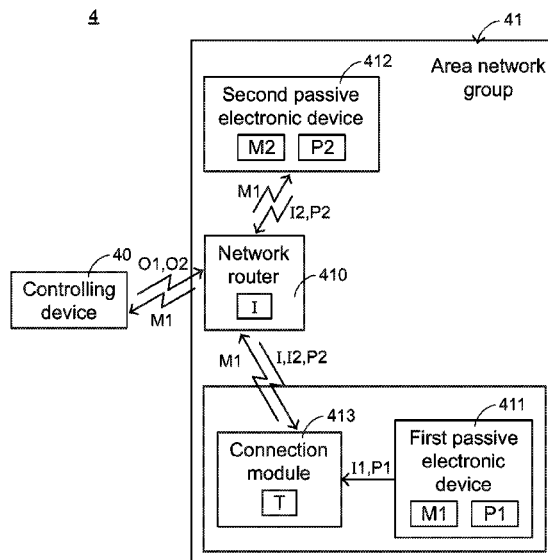 4
41
Area network
group
412
Second passive
electronic device
M2
P2
M1
I2,P2
40
Controlling
device
O1,O2
M1
Network
router
I
410
M1
I,I2,P2
413
Connection
module
T
I1,P1
411
First passive
electronic
device
M1
P1